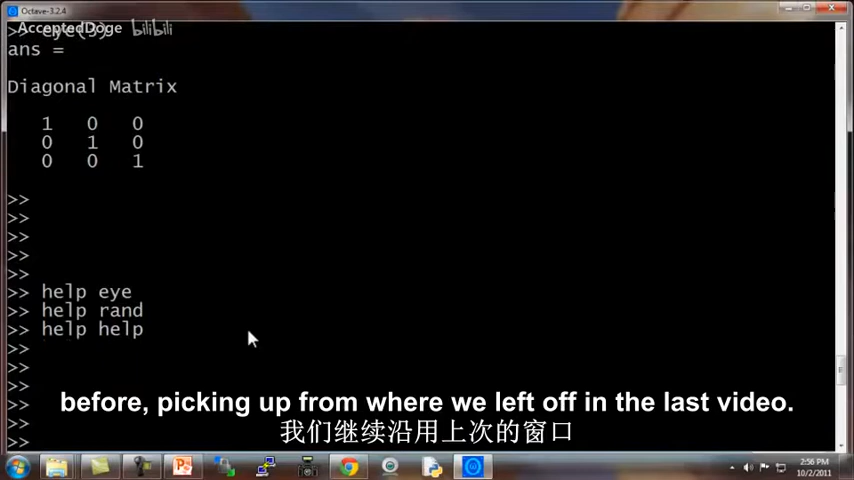 Octave-3.2.4
AcceptedDoge bilibili
ans =
Diagonal Matrix
1 0 0
0 1 0
0 0 1
>>
>>
>>
>>
>>
>> help eye
>> help rand
>> help help
>>
>>
>>
>>
>>
>>
before, picking up from where we left off in the last video.
我们继续沿用上次的窗口
2:56 PM
10/2/2011